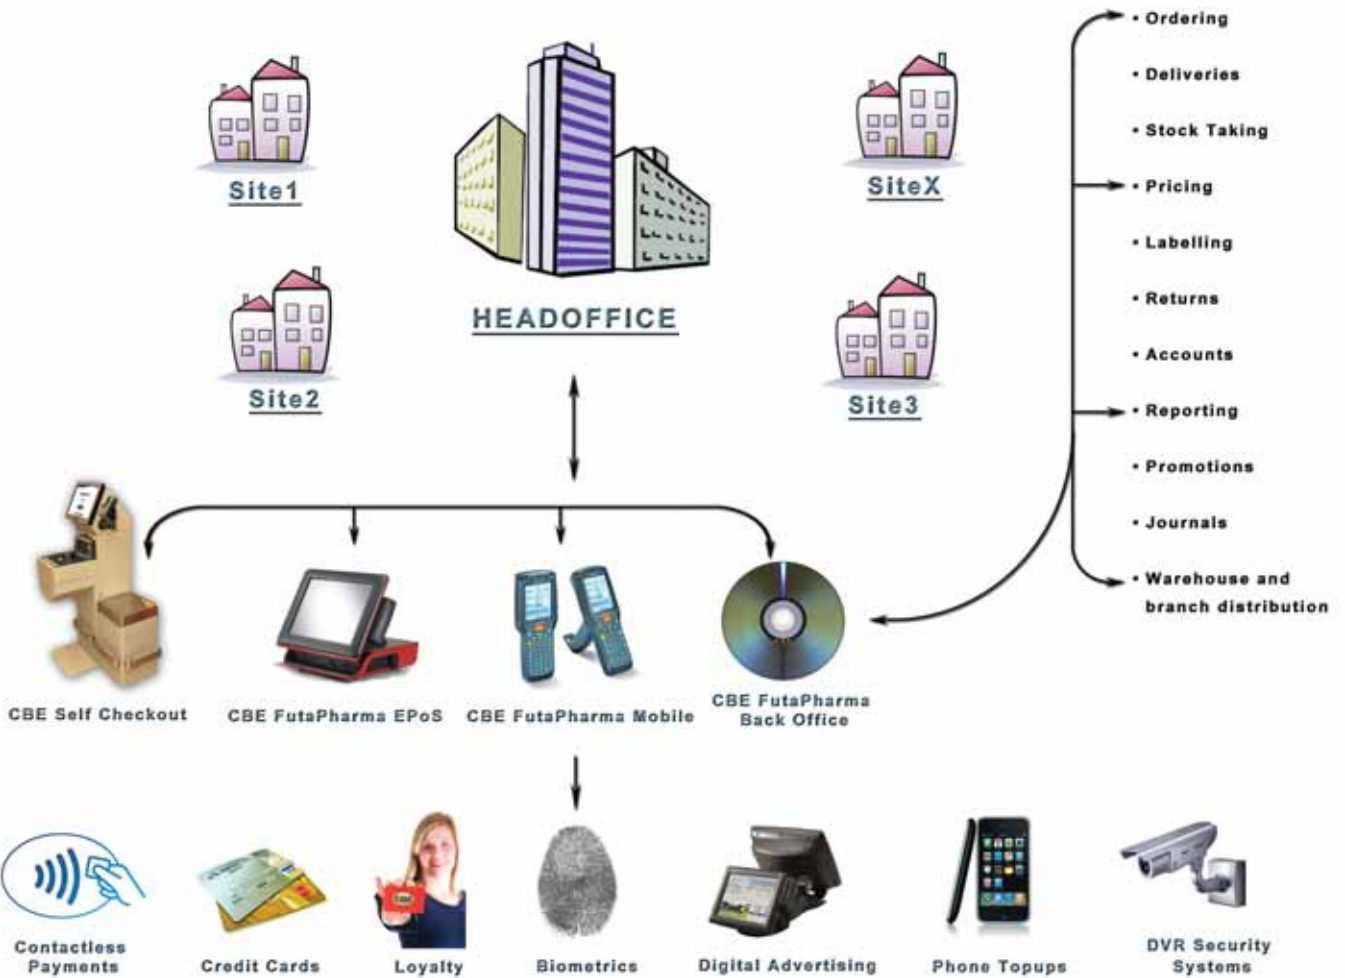 Site1
SiteX
HEADOFFICE
Site2
Site3
• Ordering
• Deliveries
• Stock Taking
• Pricing
• Labelling
• Returns
• Accounts
• Reporting
• Promotions
• Journals
• Warehouse and
branch distribution
CBE Self Checkout
CBE FutaPharma EPoS
CBE FutaPharma Mobile
CBE FutaPharma
Back Office
Contactless
Payments
Credit Cards
Loyalty
Biometrics
Digital Advertising
Phone Topups
DVR Security
Systems